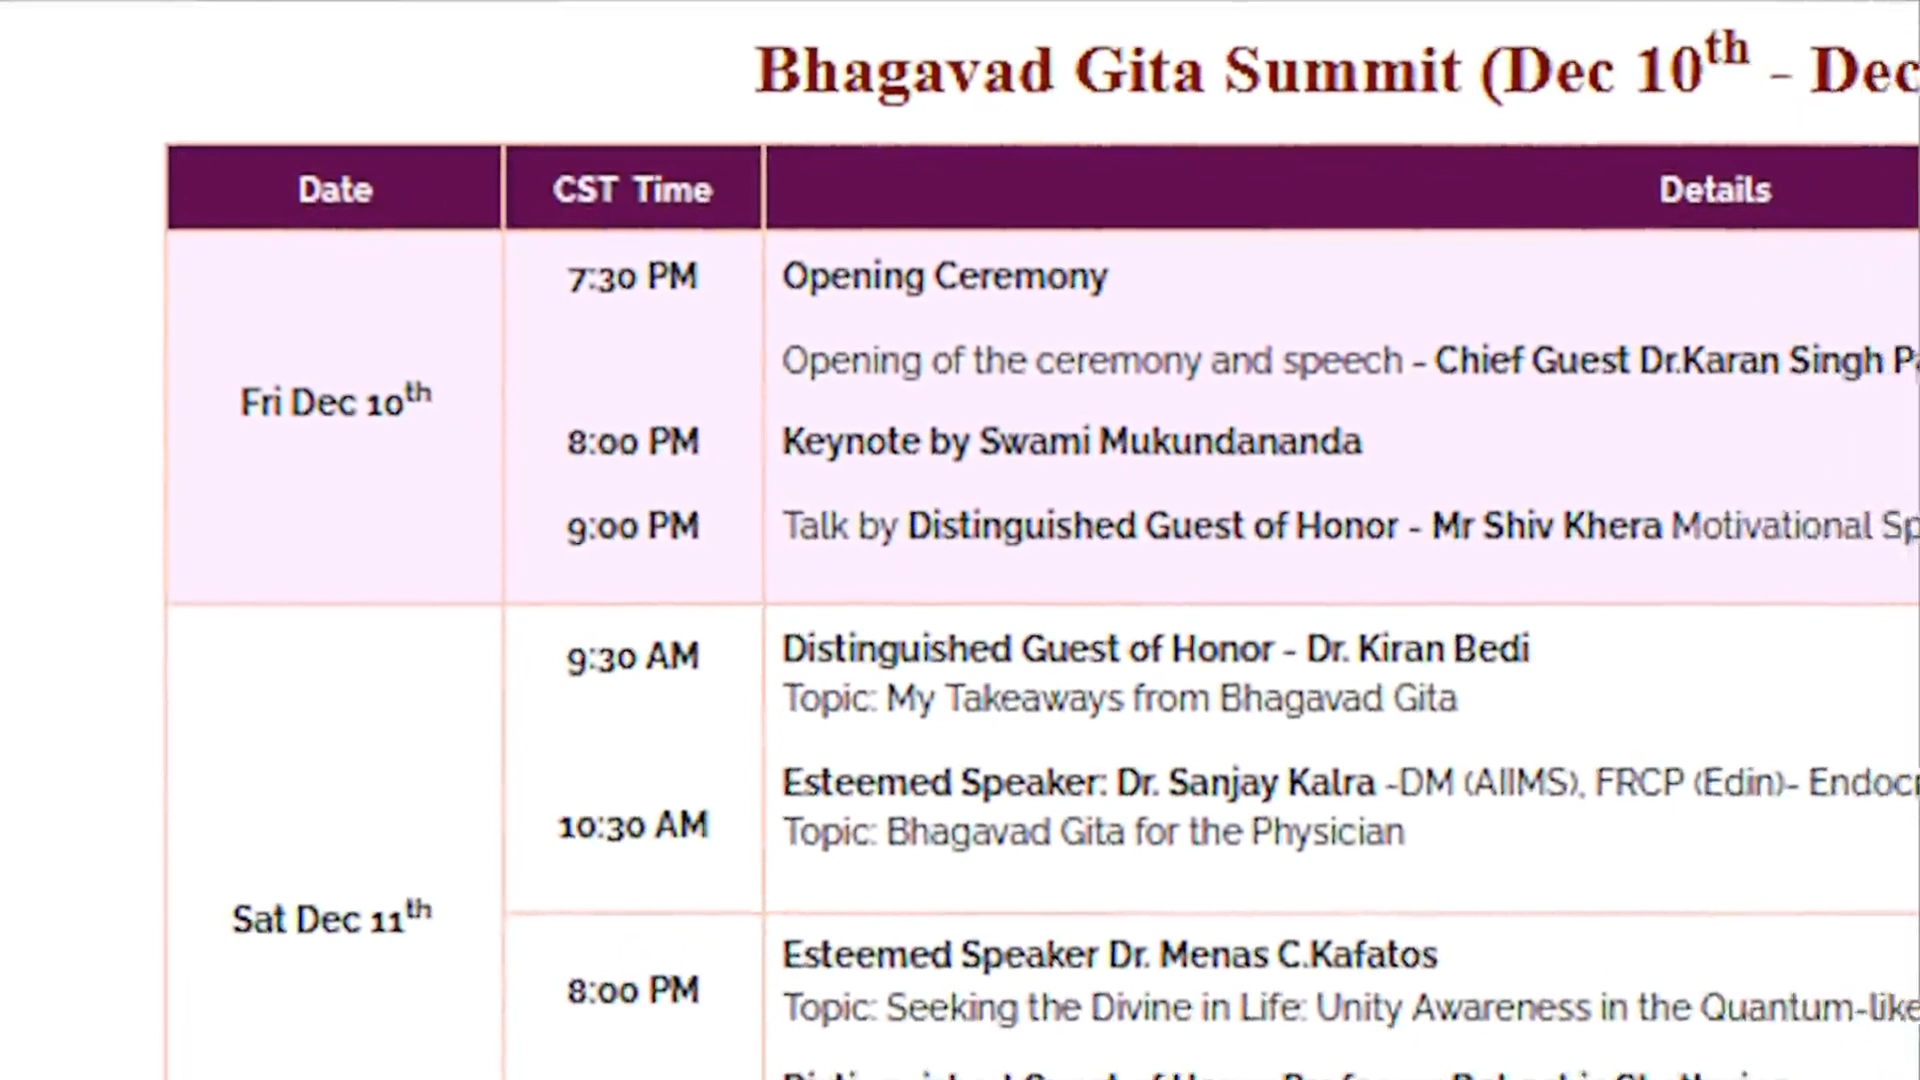 Bhagavad Gita Summit (Dec 10th - Dec
Date CST Time Details
7:30 PM Opening Ceremony
Opening of the ceremony and speech - Chief Guest Dr.Karan Singh
Fri Dec 10th
8:00 PM Keynote by Swami Mukundananda
9:00 PM Talk by Distinguished Guest of Honor - Mr Shiv Khera Motivational
9:30 AM Distinguished Guest of Honor - Dr. Kiran Bedi
Topic: My Takeaways from Bhagavad Gita
Esteemed Speaker: Dr. Sanjay Kalra -DM (AIIMS), FRCP (Edin)-
10:30 AM Topic: Bhagavad Gita for the Physician
Sat Dec 11th
Esteemed Speaker Dr. Menas C.Kafatos
8:00 PM
Topic: Seeking the Divine in Life: Unity Awareness in the Quantum-like